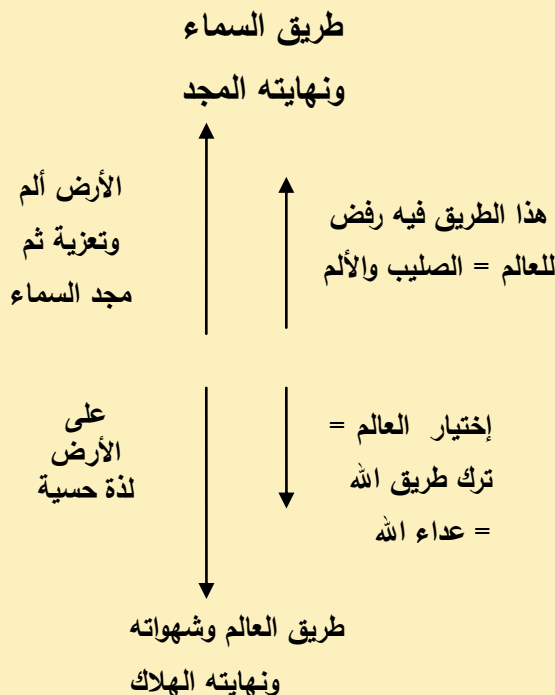 طريق السماء
ونهايته المجد
هذا الطريق فيه رفض
للعالم = الصليب والألم
الأرض ألم
وتعزية ثم
مجد السماء
إختيار العالم =
ترك طريق الله
= عداء الله
على
الأرض
لذة حسية
طريق العالم وشهواته
ونهايته الهلاك